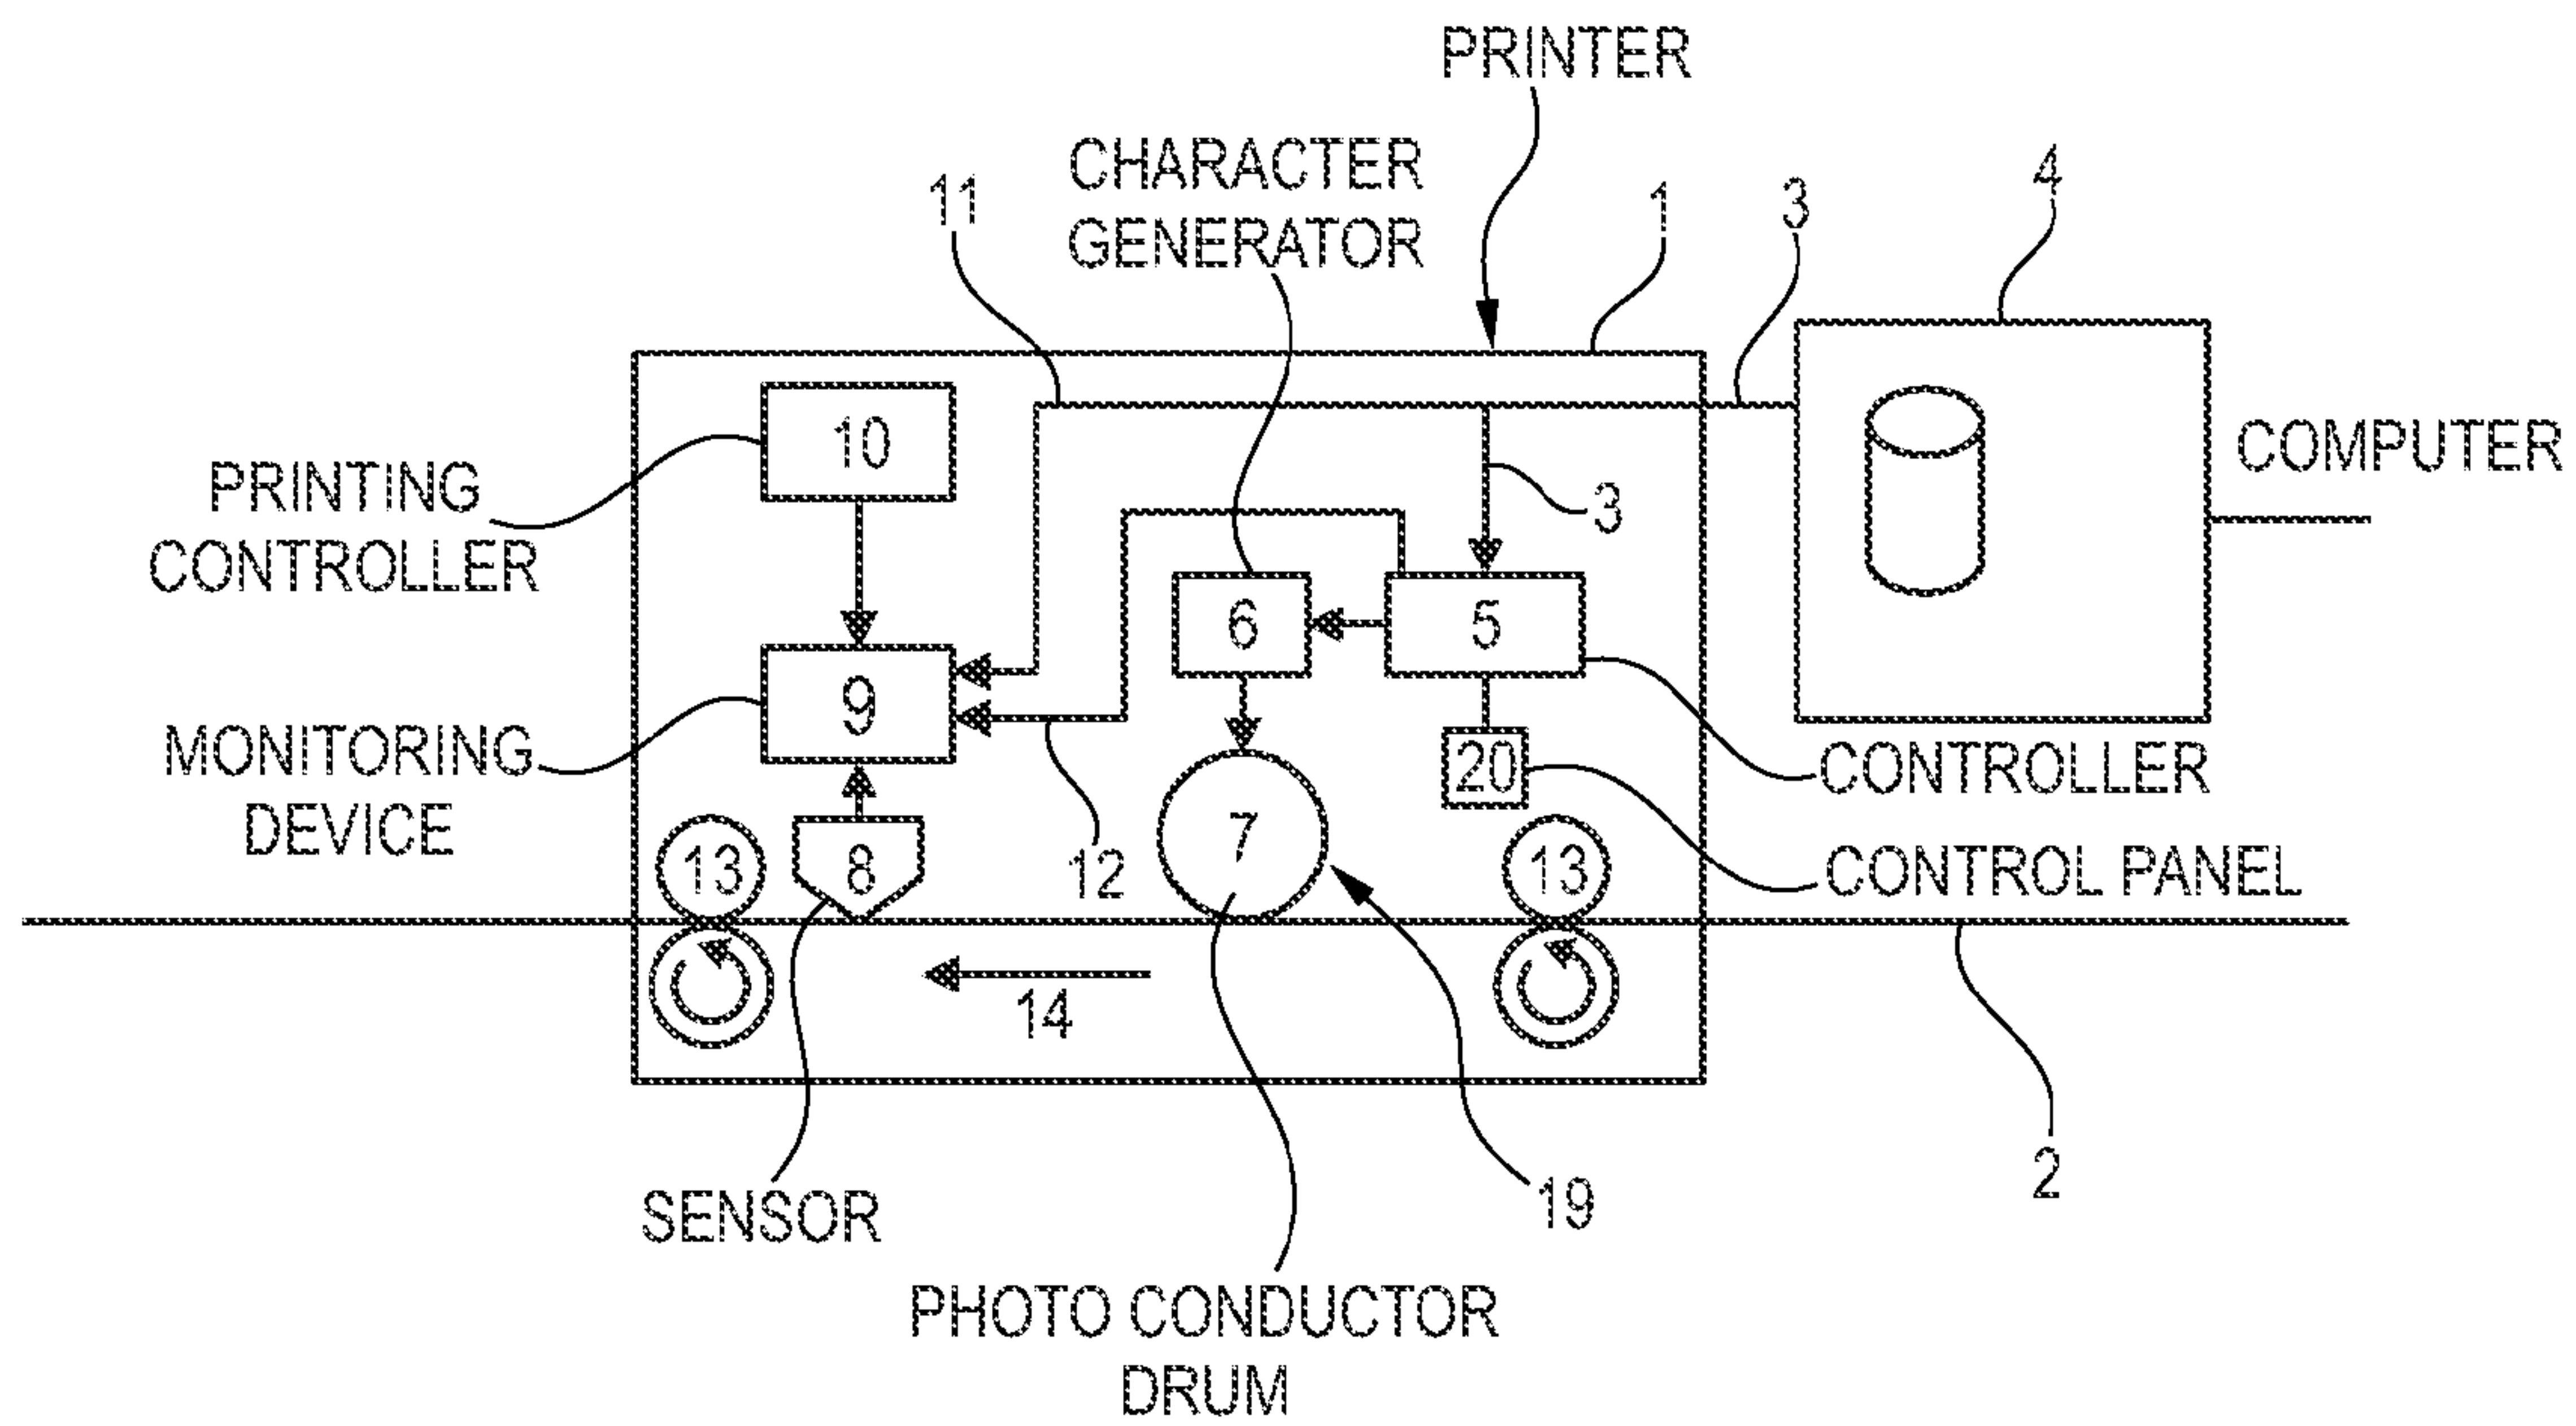 PRINTER
CHARACTER
GENERATOR
11
1
3
4
10
COMPUTER
PRINTING
CONTROLLER
3
6
5
9
MONITORING
DEVICE
20
CONTROLLER
13
8
12
7
13
CONTROL PANEL
14
2
SENSOR
19
PHOTO CONDUCTOR
DRUM